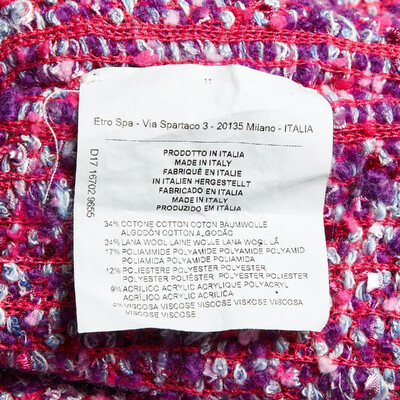 11
Etro Spa - Via Spartaco 3 - 20135 Milano - ITALIA
D17 16702 9655
PRODOTTO IN ITALIA
MADE IN ITALY
FABRIQUÉ EN ITALIE
IN ITALIEN HERGESTELLT
FABRICADO EN ITALIA
MADE IN ITALY
PRODUZIDO EM ITÁLIA
34% COTONE COTTON COTON BAUMWOLLE
ALGODÓN COTTON ALGODÃO
24% LANA WOOL LAINE WOLLE LANA WOOL LÃ
17% POLIAMMIDE POLYAMIDE POLYAMIDE POLYAMID
POLIAMIDA POLYAMIDE POLIAMIDA
12% POLIESTERE POLYESTER POLYESTER
POLYESTER POLIÉSTER POLYESTER POLIÉSTER
9% ACRILICO ACRYLIC ACRYLIQUE POLYACRYL
ACRÍLICO ACRYLIC ACRILICA
4% VISCOSA VISCOSE VISCOSE VISKOSE VISCOSA
VISCOSE VISCOSE